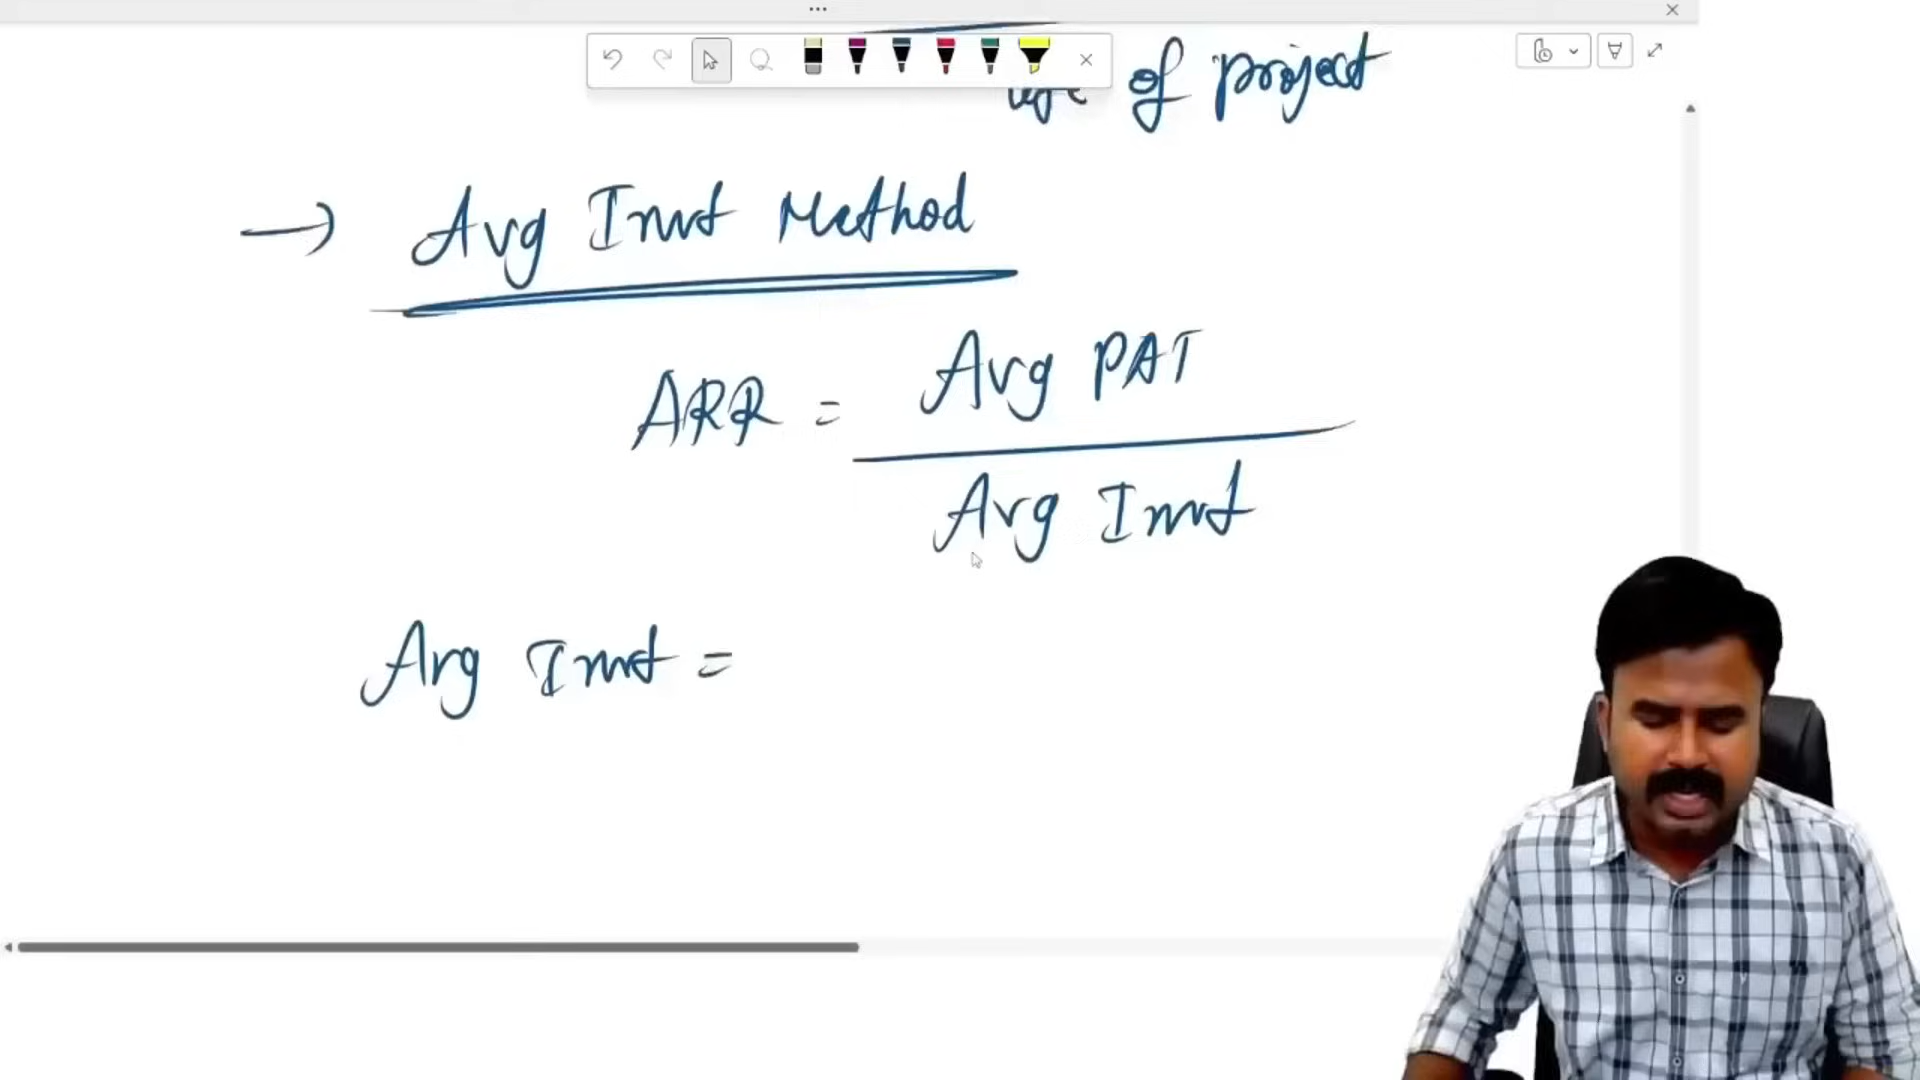 of project
→ Avg Invt Method
ARR = Avg PAT
Avg Invt
Avg Invt =